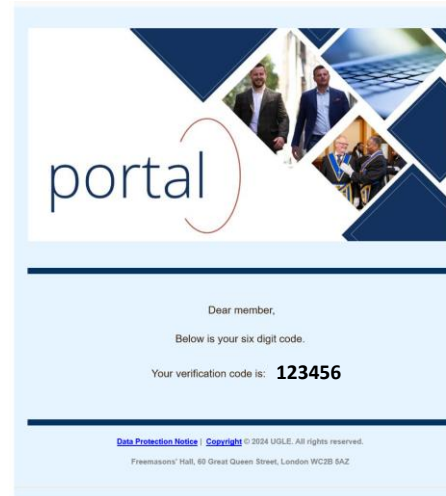 portal
Dear member,
Below is your six digit code.
Your verification code is: 123456
Data Protection Notice | Copyright © 2024 UGLE. All rights reserved.
Freemasons' Hall, 60 Great Queen Street, London WC2B 5AZ